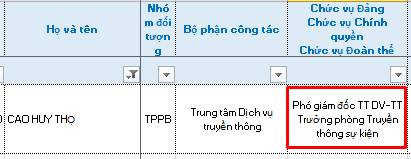 Họ và tên
Nhó
m đối
tượn
g
Bộ phận công tác
Chức vụ Đảng
Chức vụ Chính
quyền
Chức vụ Đoàn thể
CAO HUY THỌ
TPPB
Trung tâm Dịch vụ
truyền thông
Phó giám đốc TT DV-TT
Trưởng phòng Truyền
thông sự kiện